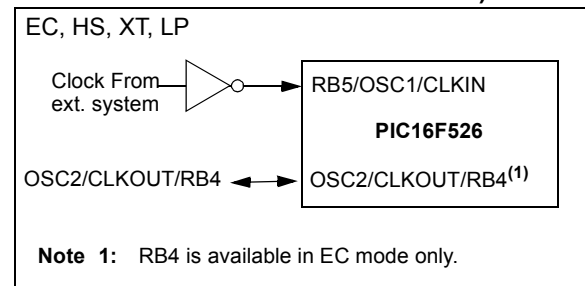 EC, HS, XT, LP
Clock From
ext. system
RB5/OSC1/CLKIN
PIC16F526
OSC2/CLKOUT/RB4
OSC2/CLKOUT/RB4(1)
Note 1: RB4 is available in EC mode only.